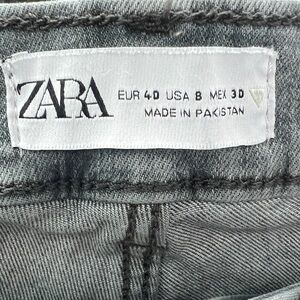 ZARA
EUR 40 USA 8 MEX 30
MADE IN PAKISTAN